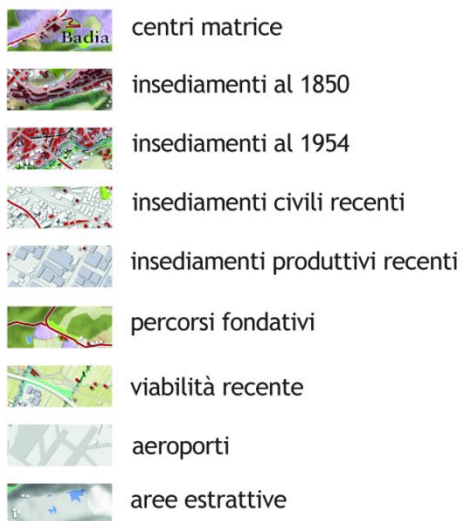 Badia
centri matrice
insediamenti al 1850
insediamenti al 1954
insediamenti civili recenti
insediamenti produttivi recenti
percorsi fondativi
viabilità recente
aeroporti
aree estrattive